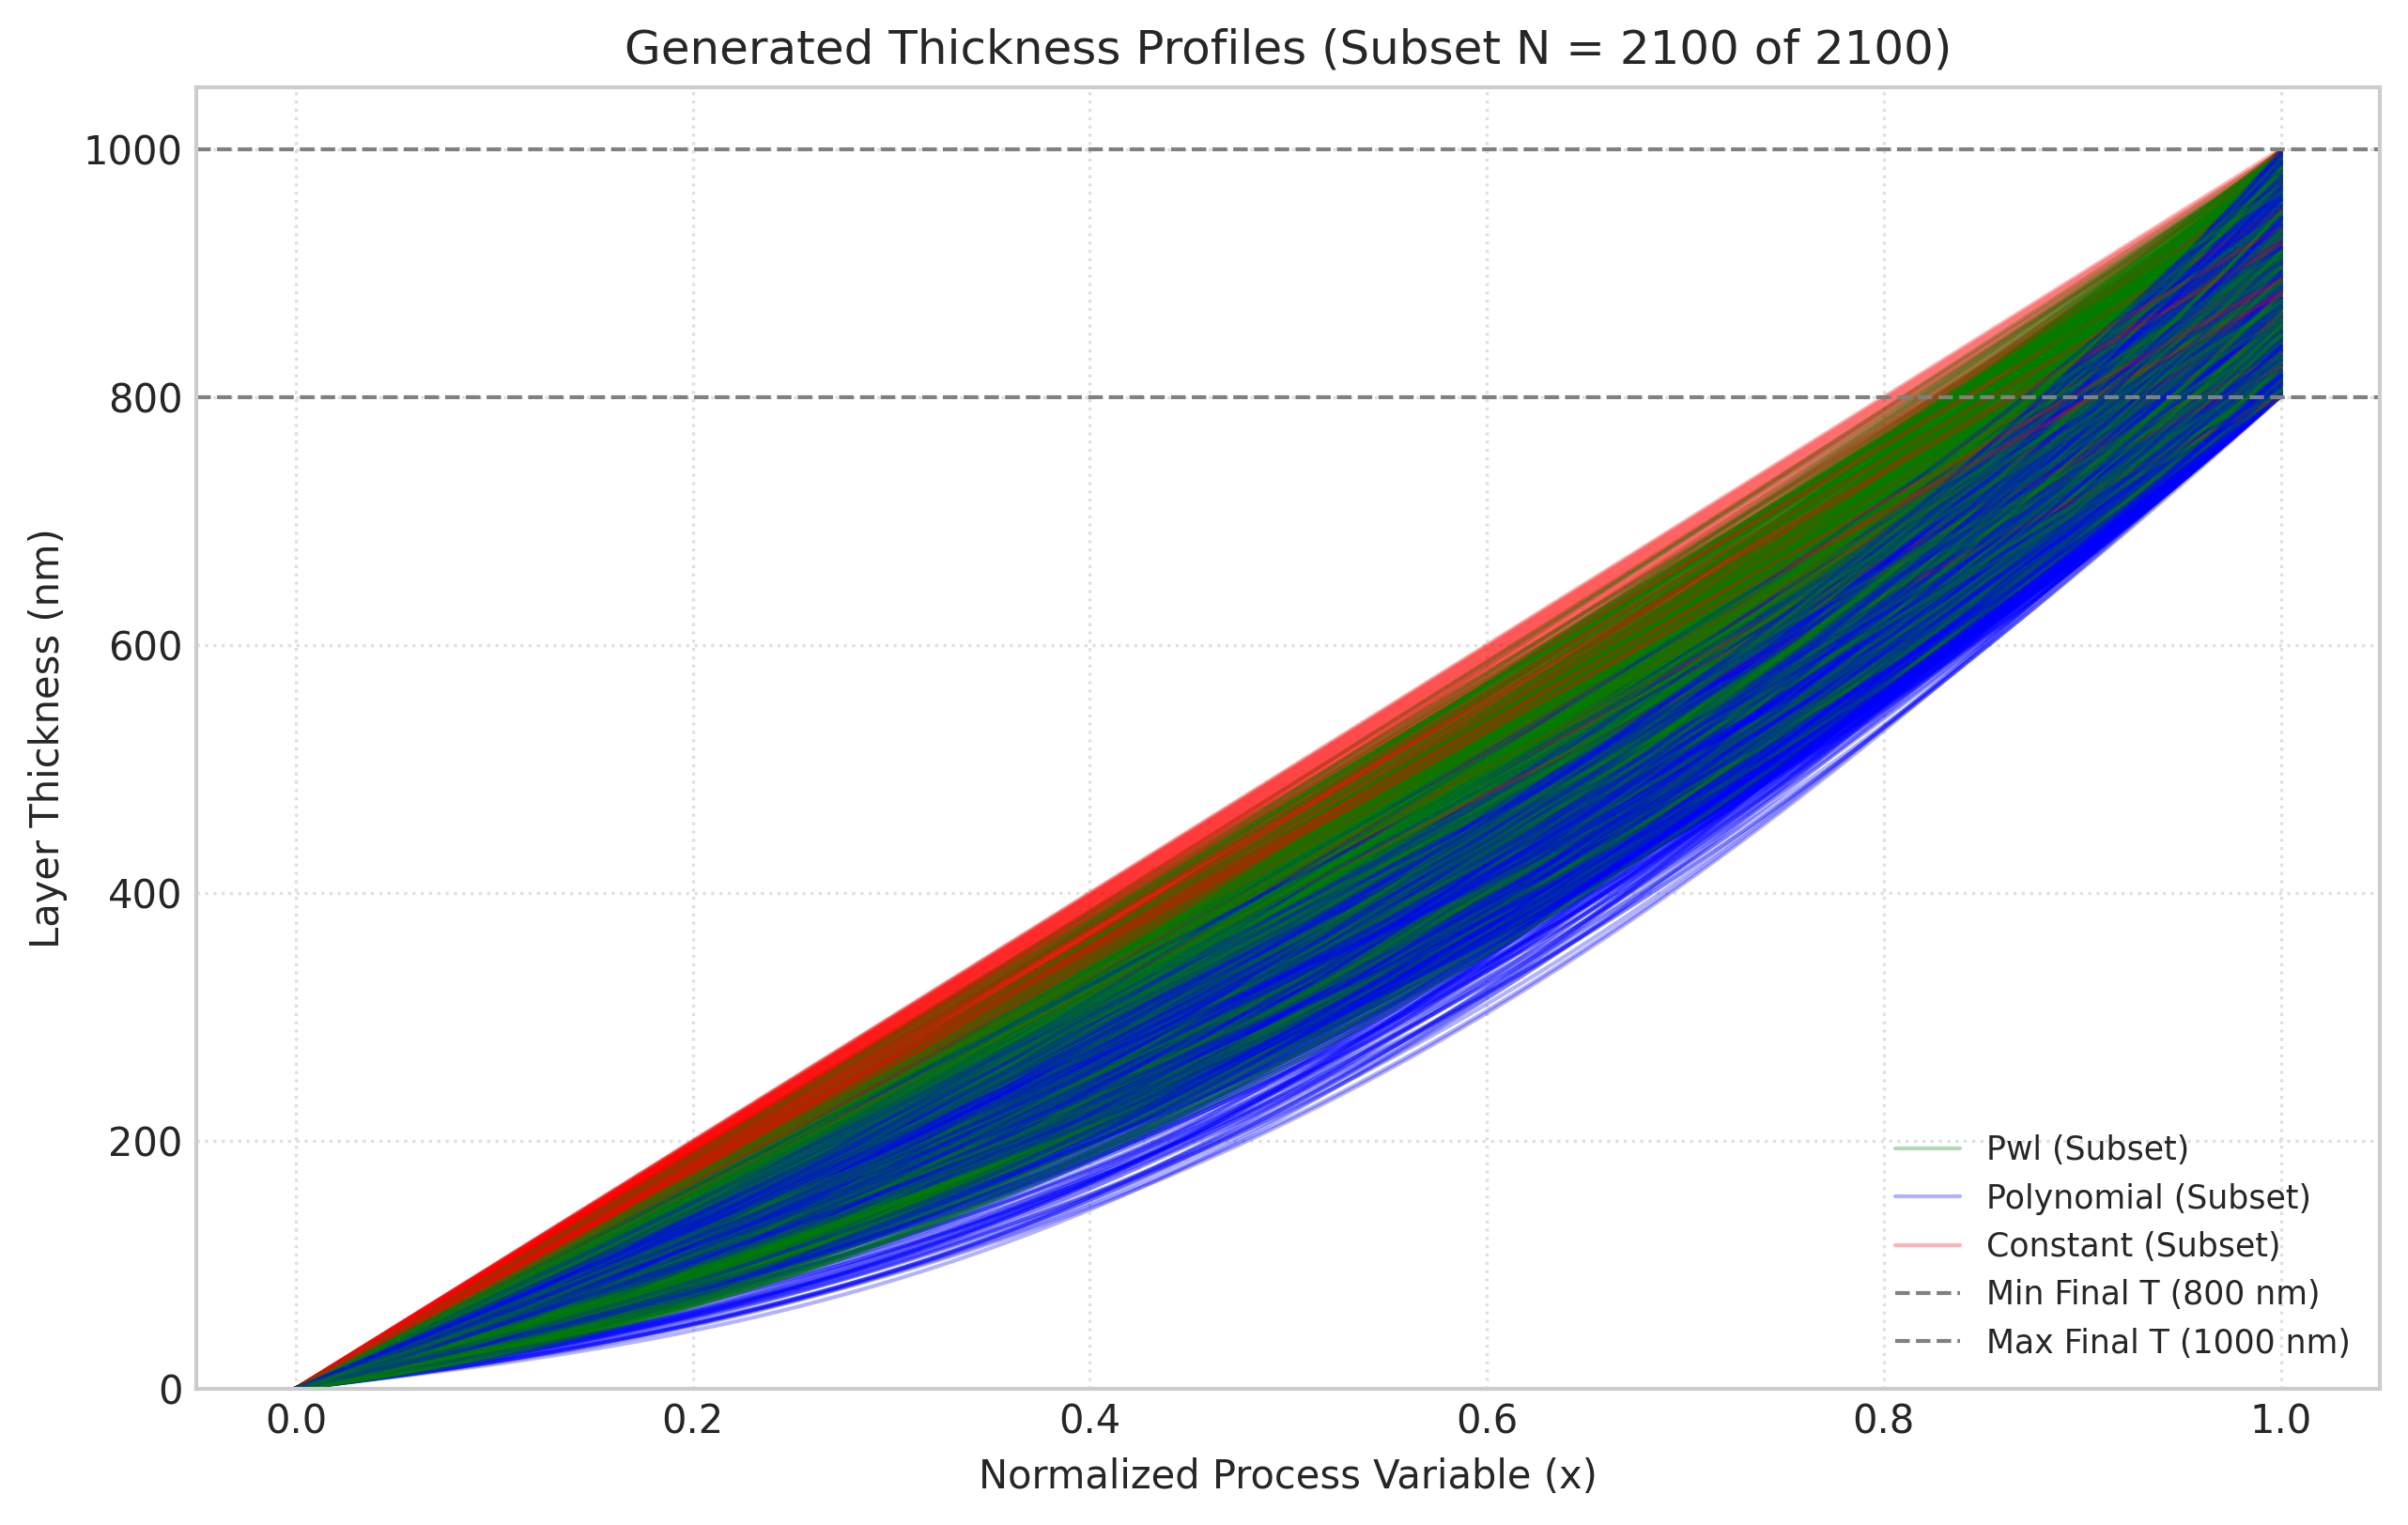 Generated Thickness Profiles (Subset N = 2100 of 2100)
Layer Thickness (nm)
1000
800
600
400
200
0
0.0 0.2 0.4 0.6 0.8 1.0
Normalized Process Variable (x)
Pwl (Subset)
Polynomial (Subset)
Constant (Subset)
Min Final T (800 nm)
Max Final T (1000 nm)